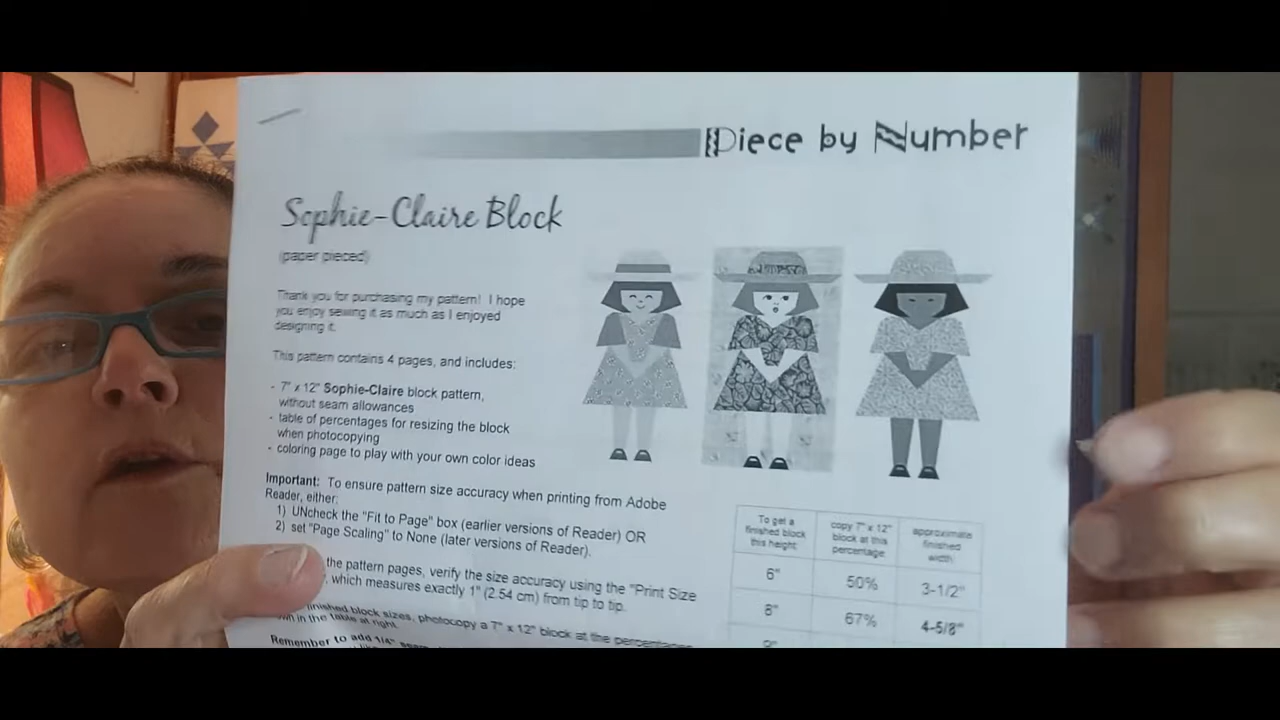 Piece by Number
Sophie-Claire Block
(paper pieced)
Thank you for purchasing my pattern! I hope
you enjoy sewing it as much as I enjoyed
designing it.
This pattern contains 4 pages, and includes:
- 7" x 12" Sophie-Claire block pattern,
without seam allowances
- table of percentages for resizing the block
when photocopying
- coloring page to play with your own color ideas
Important: To ensure pattern size accuracy when printing from Adobe
Reader, either:
1) UNcheck the "Fit to Page" box (earlier versions of Reader) OR
2) set "Page Scaling" to None (later versions of Reader).
the pattern pages, verify the size accuracy using the "Print Size
, which measures exactly 1" (2.54 cm) from tip to tip.
finished block sizes, photocopy a 7" x 12" block at the percentages
in the table at right.
Remember to add 1/4"
To get a
finished block
this height:
copy 7" x 12"
block at this
percentage:
approximate
finished
width:
6" 50% 3-1/2"
8" 67% 4-5/8"
9"